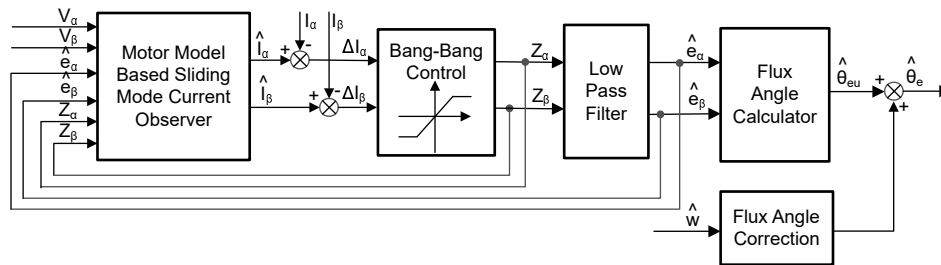 Vα
Vβ
êα
êβ
Zα
Zβ
Motor Model
Based Sliding
Mode Current
Observer
Îα
Îβ
Iα
Iβ
+
-
+
-
ΔIα
ΔIβ
Bang-Bang
Control
Zα
Zβ
Low
Pass
Filter
êα
êβ
Flux
Angle
Calculator
θ̂eu
+
+
θ̂e
ŵ
Flux Angle
Correction